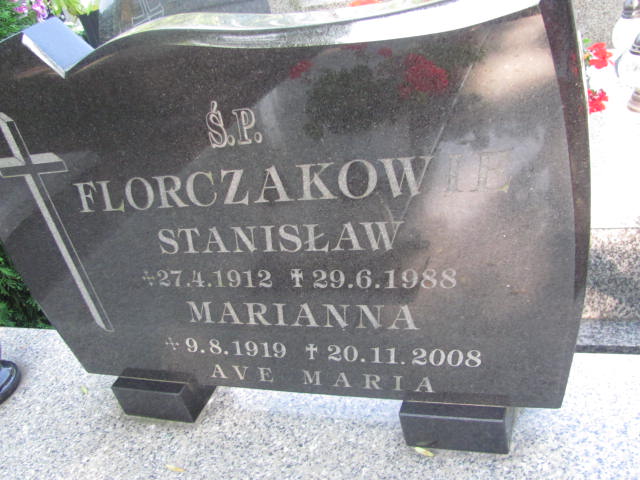 Ś.P.
FLORCZAKOWIE
STANISŁAW
*27.4.1912 ✝29.6.1988
MARIANNA
*9.8.1919 ✝20.11.2008
AVE MARIA